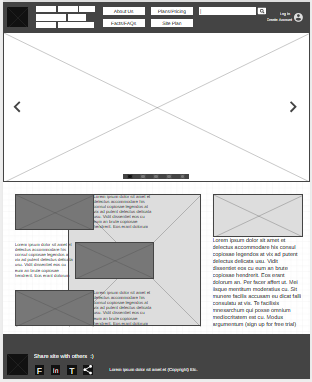 About Us
Plans/Pricing
Facts/FAQs
Site Plan
Log in
Create Account
Lorem ipsum dolor sit amet et
delectus accommodare his
consul copiosae legendos at
vix ad putent delectus delicata
usu. Vidit dissentiet eos cu
eum an brute copiosae
hendrerit. Eos erant dolorum
Lorem ipsum dolor sit amet et
delectus accommodare his
consul copiosae legendos at
vix ad putent delectus delicata
usu. Vidit dissentiet eos cu
eum an brute copiosae
hendrerit. Eos erant dolorum
Lorem ipsum dolor sit amet et
delectus accommodare his
consul copiosae legendos at
vix ad putent delectus delicata
usu. Vidit dissentiet eos cu
eum an brute copiosae
hendrerit. Eos erant dolorum
Lorem ipsum dolor sit amet et
delectus accommodare his consul
copiosae legendos at vix ad putent
delectus delicata usu. Vidit
dissentiet eos cu eum an brute
copiosae hendrerit. Eos erant
dolorum an. Per facer affert ut. Mei
iisque mentitum moderatius cu. Sit
munere facilis accusam eu dicat falli
consulatu at vis. Te facilisis
mnesarchum qui posse omnium
mediocritatem est cu. Modus
argumentum (sign up for free trial)
Share site with others :)
F in T
Lorem ipsum dolor sit amet et (Copyright) Etc.